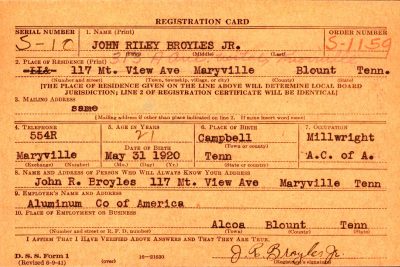 REGISTRATION CARD
SERIAL NUMBER 1. NAME (Print) ORDER NUMBER
S-10 JOHN RILEY BROYLES JR. S-1159
(First) (Middle) (Last)
2. PLACE OF RESIDENCE (Print)
117 Mt. View Ave Maryville Blount Tenn.
(Number and street) (Town, township, village, or city) (County) (State)
[THE PLACE OF RESIDENCE GIVEN ON THE LINE ABOVE WILL DETERMINE LOCAL BOARD
JURISDICTION; LINE 2 OF REGISTRATION CERTIFICATE WILL BE IDENTICAL]
3. MAILING ADDRESS
same
[Mailing address if other than place indicated on line 2. If same insert word same]
4. TELEPHONE 5. AGE IN YEARS 6. PLACE OF BIRTH 7. OCCUPATION
554R 21 Campbell Millwright
DATE OF BIRTH (Town or county)
Maryville May 31 1920 Tenn A.C. of A.
(Exchange) (Number) (Mo.) (Day) (Yr.) (State or country)
8. NAME AND ADDRESS OF PERSON WHO WILL ALWAYS KNOW YOUR ADDRESS
John R. Broyles 117 Mt. View Ave Maryville Tenn
9. EMPLOYER'S NAME AND ADDRESS
Aluminum Co of America
10. PLACE OF EMPLOYMENT OR BUSINESS
Alcoa Blount Tenn
(Number and street or R. F. D. number) (Town) (County) (State)
I AFFIRM THAT I HAVE VERIFIED ABOVE ANSWERS AND THAT THEY ARE TRUE.
D. S. S. Form 1 16—21630 J. R. Broyles Jr
(Revised 6-9-41) (Registrant's signature)